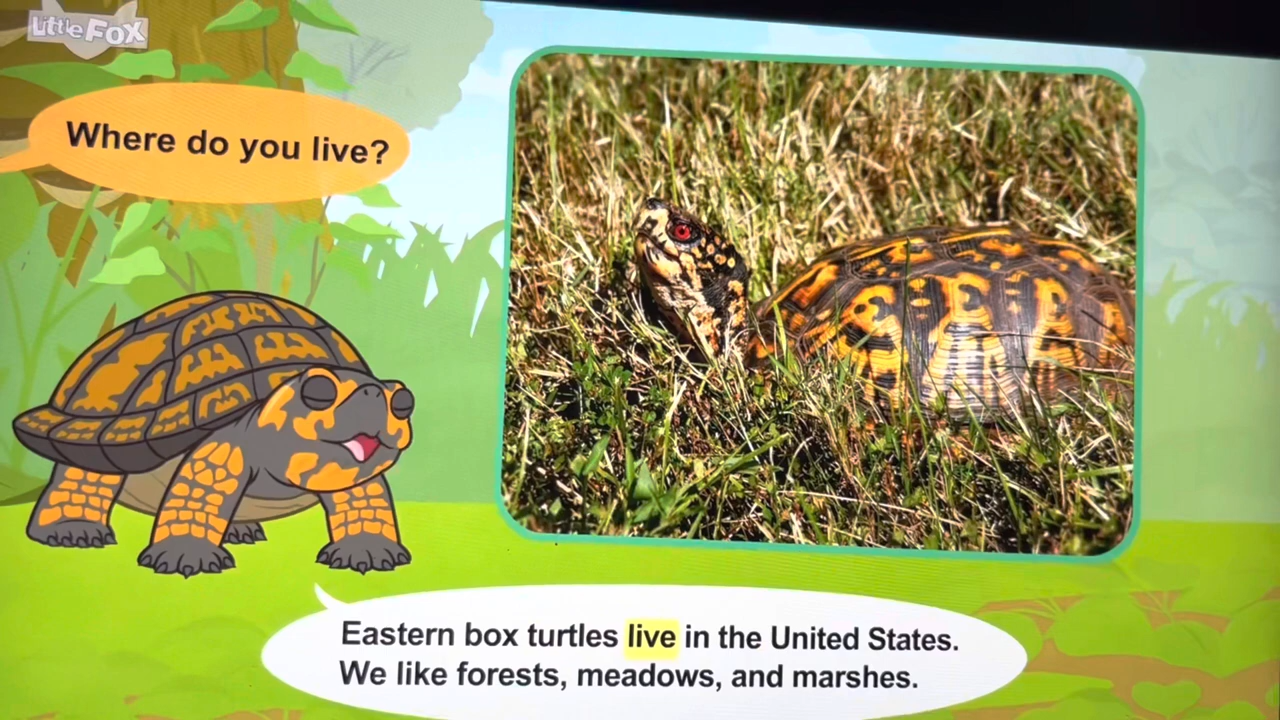 Little Fox
Where do you live?
Eastern box turtles live in the United States.
We like forests, meadows, and marshes.